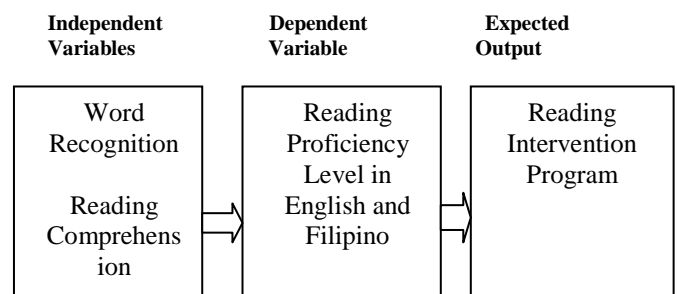 Independent
Variables
Dependent
Variable
Expected
Output
Word
Recognition
Reading
Comprehens
ion
Reading
Proficiency
Level in
English and
Filipino
Reading
Intervention
Program